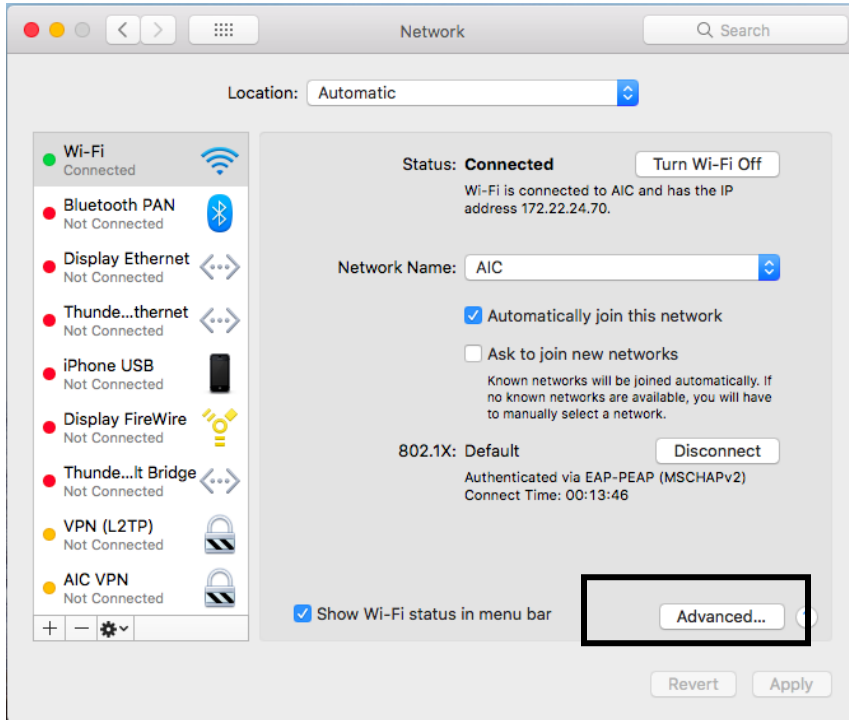 Network
Search
Location: Automatic
Wi-Fi
Connected
Bluetooth PAN
Not Connected
Display Ethernet
Not Connected
Thunde...thernet
Not Connected
iPhone USB
Not Connected
Display FireWire
Not Connected
Thunde...lt Bridge
Not Connected
VPN (L2TP)
Not Connected
AIC VPN
Not Connected
Status: Connected
Turn Wi-Fi Off
Wi-Fi is connected to AIC and has the IP
address 172.22.24.70.
Network Name: AIC
Automatically join this network
Ask to join new networks
Known networks will be joined automatically. If
no known networks are available, you will have
to manually select a network.
802.1X: Default
Disconnect
Authenticated via EAP-PEAP (MSCHAPv2)
Connect Time: 00:13:46
Show Wi-Fi status in menu bar
Advanced...
Revert
Apply